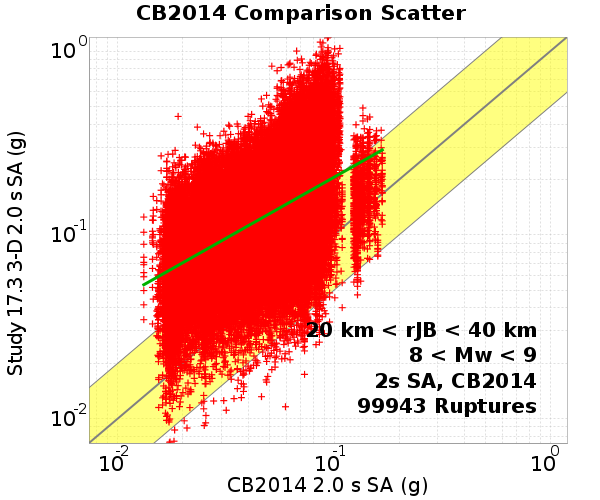 CB2014 Comparison Scatter
Study 17.3 3-D 2.0 s SA (g)
10^0
10^-1
10^-2
20 km < rJB < 40 km
8 < Mw < 9
2s SA, CB2014
99943 Ruptures
10^-2 10^-1 10^0
CB2014 2.0 s SA (g)